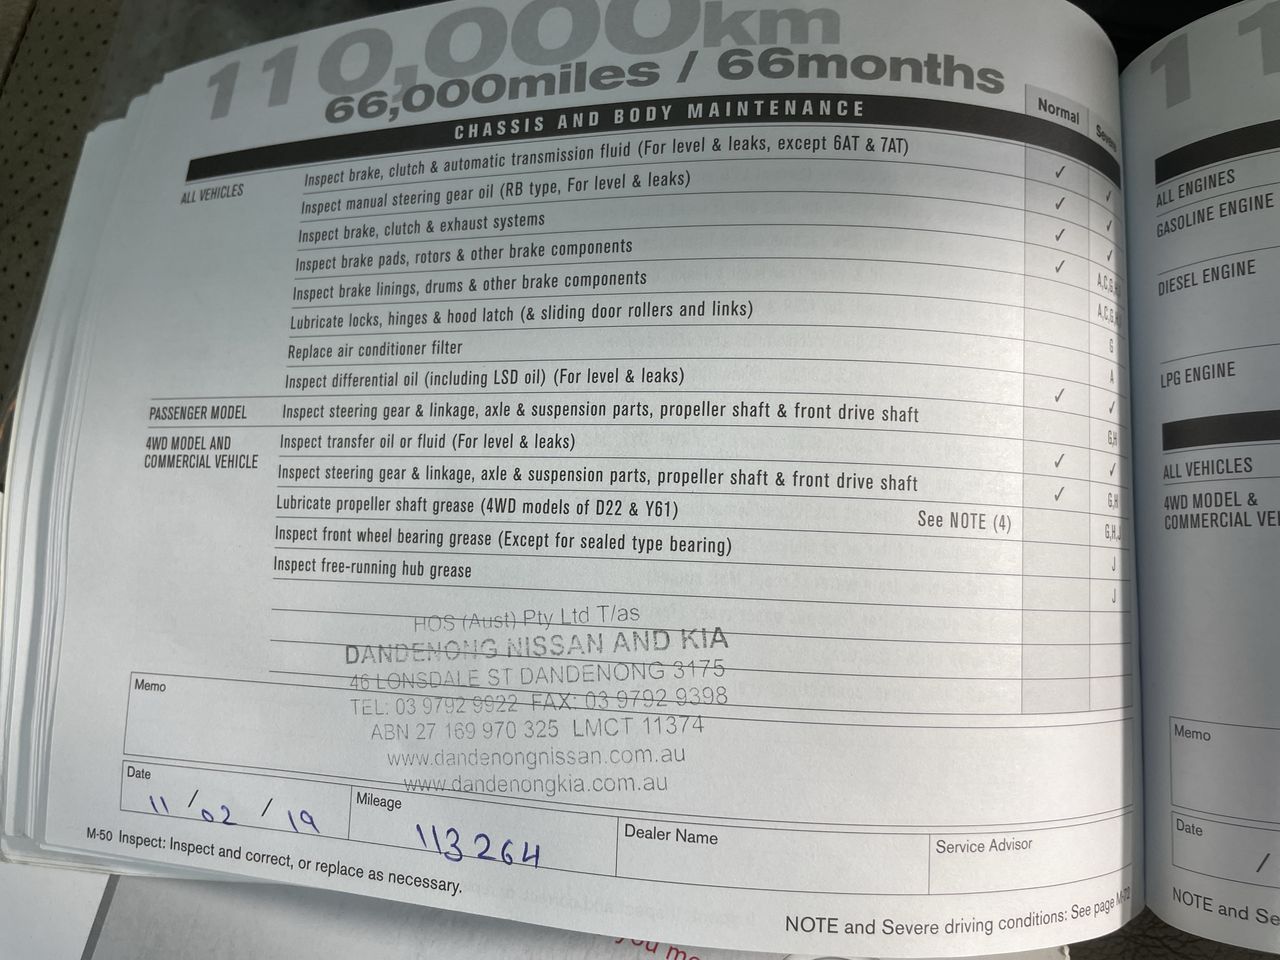 110,000km
66,000miles / 66months
Normal
CHASSIS AND BODY MAINTENANCE
ALL VEHICLES
Inspect brake, clutch & automatic transmission fluid (For level & leaks, except 6AT & 7AT) ✓ ✓
Inspect manual steering gear oil (RB type, For level & leaks) ✓ ✓
Inspect brake, clutch & exhaust systems ✓ ✓
Inspect brake pads, rotors & other brake components ✓ A,C,G,
Inspect brake linings, drums & other brake components A,C,G,
Lubricate locks, hinges & hood latch (& sliding door rollers and links) G
Replace air conditioner filter A
Inspect differential oil (including LSD oil) (For level & leaks) ✓ ✓
PASSENGER MODEL Inspect steering gear & linkage, axle & suspension parts, propeller shaft & front drive shaft G,H
4WD MODEL AND
COMMERCIAL VEHICLE
Inspect transfer oil or fluid (For level & leaks) ✓ ✓
Inspect steering gear & linkage, axle & suspension parts, propeller shaft & front drive shaft ✓ G,H
Lubricate propeller shaft grease (4WD models of D22 & Y61) See NOTE (4) G,H,J
Inspect front wheel bearing grease (Except for sealed type bearing) J
Inspect free-running hub grease J
HOS (Aust) Pty Ltd T/as
DANDENONG NISSAN AND KIA
46 LONSDALE ST DANDENONG 3175
TEL: 03 9792 9922 FAX: 03 9792 9398
ABN 27 169 970 325 LMCT 11374
www.dandenongnissan.com.au
www.dandenongkia.com.au
Memo
Date
11 / 02 / 19
Mileage
113264
Dealer Name
Service Advisor
M-50 Inspect: Inspect and correct, or replace as necessary.
NOTE and Severe driving conditions: See page
11
ALL ENGINES
GASOLINE ENGINE
DIESEL ENGINE
LPG ENGINE
ALL VEHICLES
4WD MODEL &
COMMERCIAL
Memo
Date
/
NOTE and